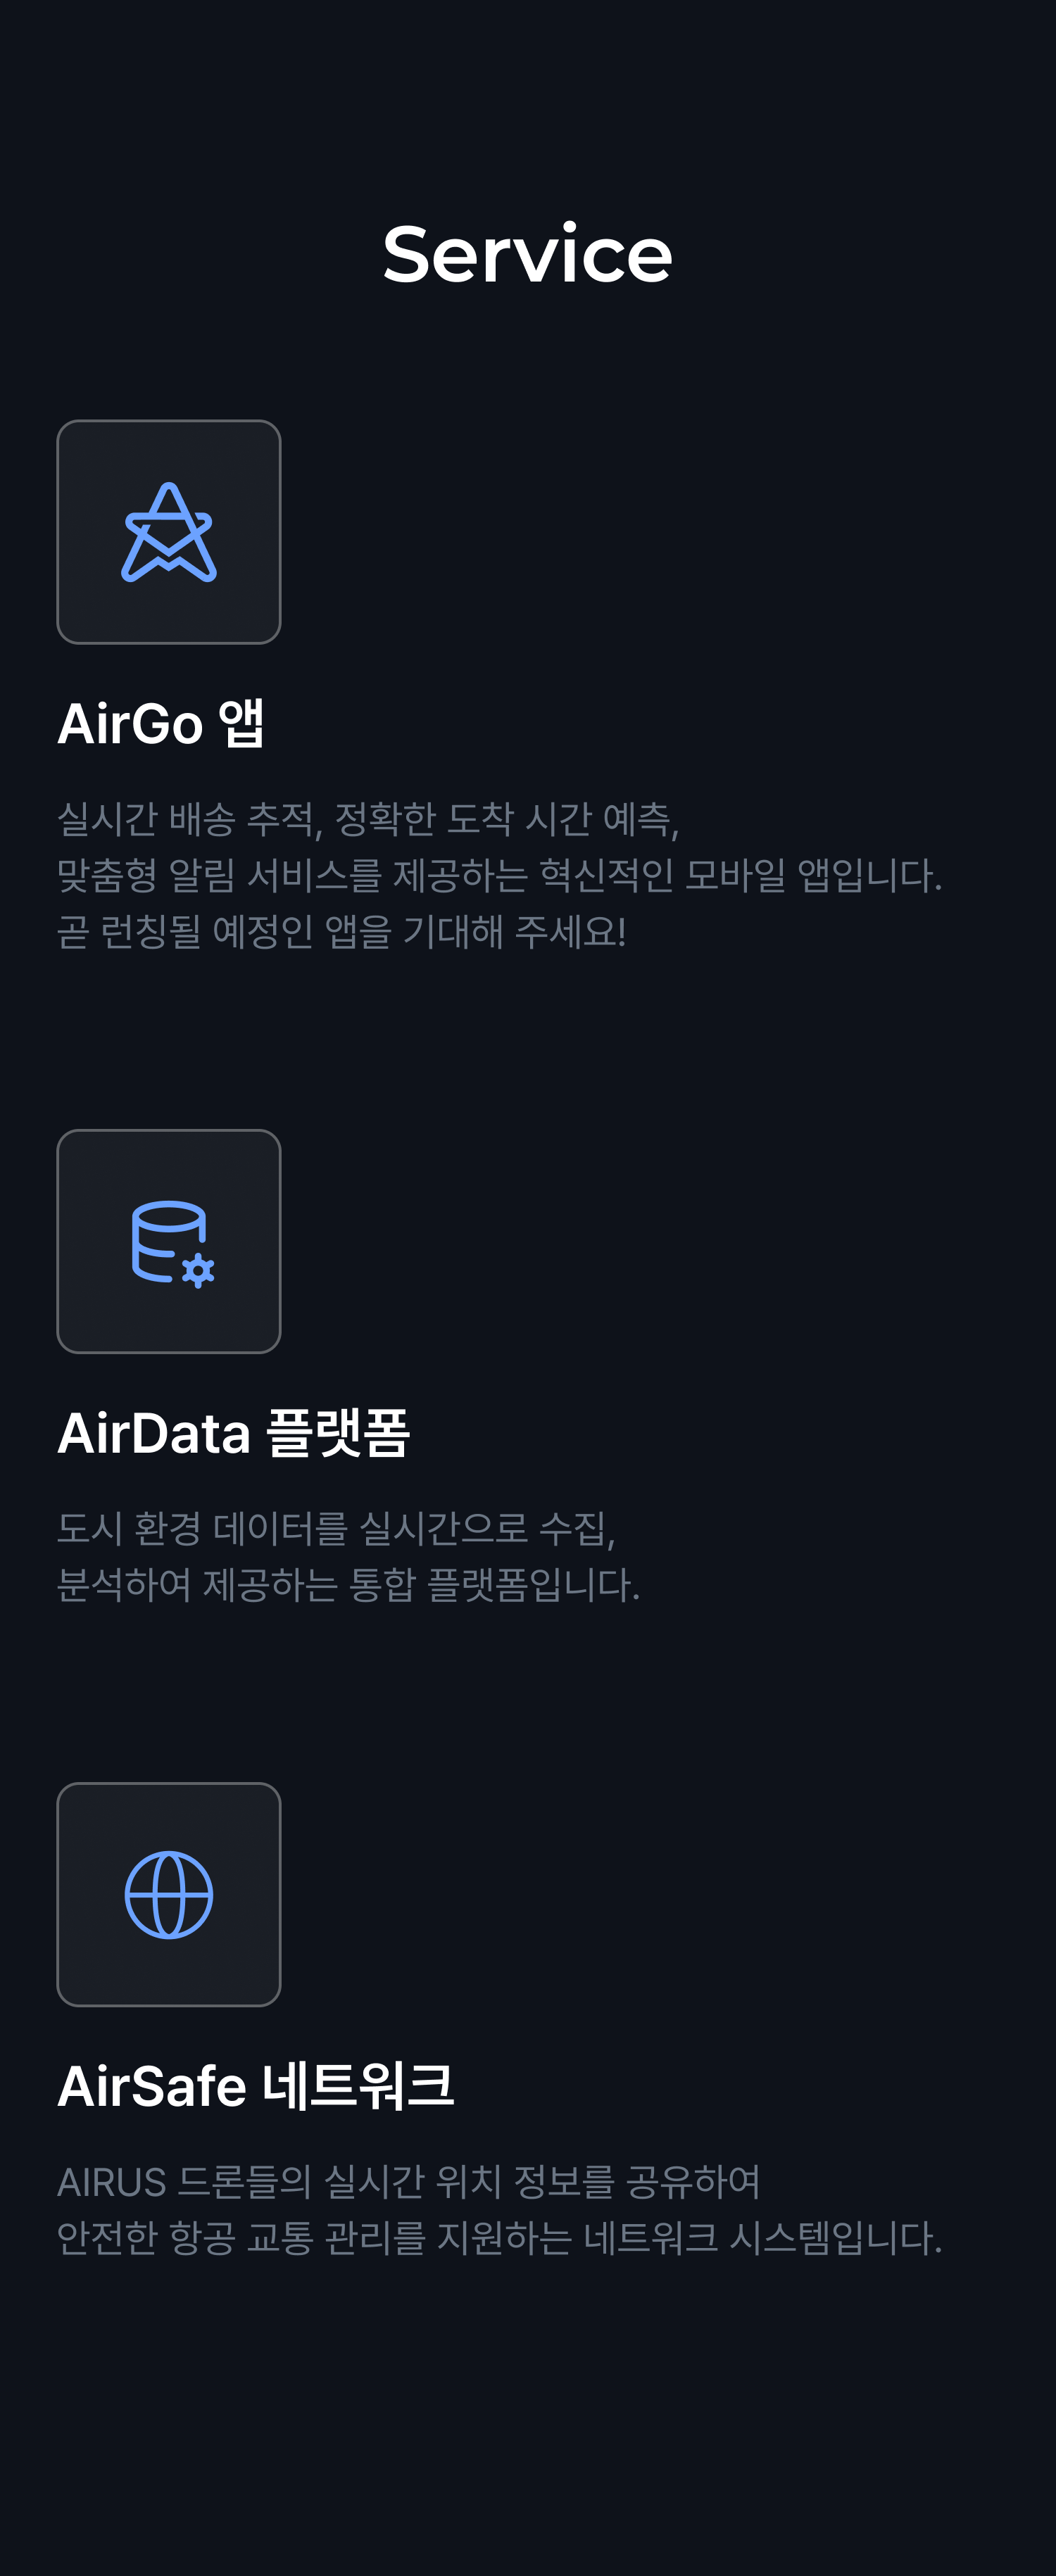 Service
AirGo 앱
실시간 배송 추적, 정확한 도착 시간 예측,
맞춤형 알림 서비스를 제공하는 혁신적인 모바일 앱입니다.
곧 런칭될 예정인 앱을 기대해 주세요!
AirData 플랫폼
도시 환경 데이터를 실시간으로 수집,
분석하여 제공하는 통합 플랫폼입니다.
AirSafe 네트워크
AIRUS 드론들의 실시간 위치 정보를 공유하여
안전한 항공 교통 관리를 지원하는 네트워크 시스템입니다.